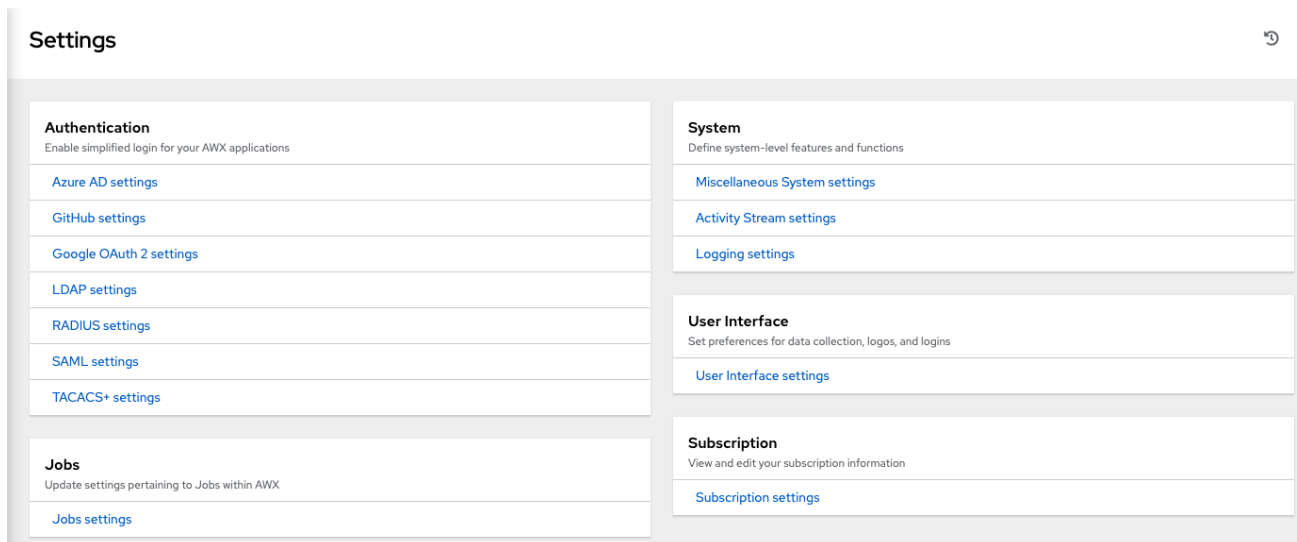 Settings
Authentication
Enable simplified login for your AWX applications
Azure AD settings
GitHub settings
Google OAuth 2 settings
LDAP settings
RADIUS settings
SAML settings
TACACS+ settings
Jobs
Update settings pertaining to Jobs within AWX
Jobs settings
System
Define system-level features and functions
Miscellaneous System settings
Activity Stream settings
Logging settings
User Interface
Set preferences for data collection, logos, and logins
User Interface settings
Subscription
View and edit your subscription information
Subscription settings